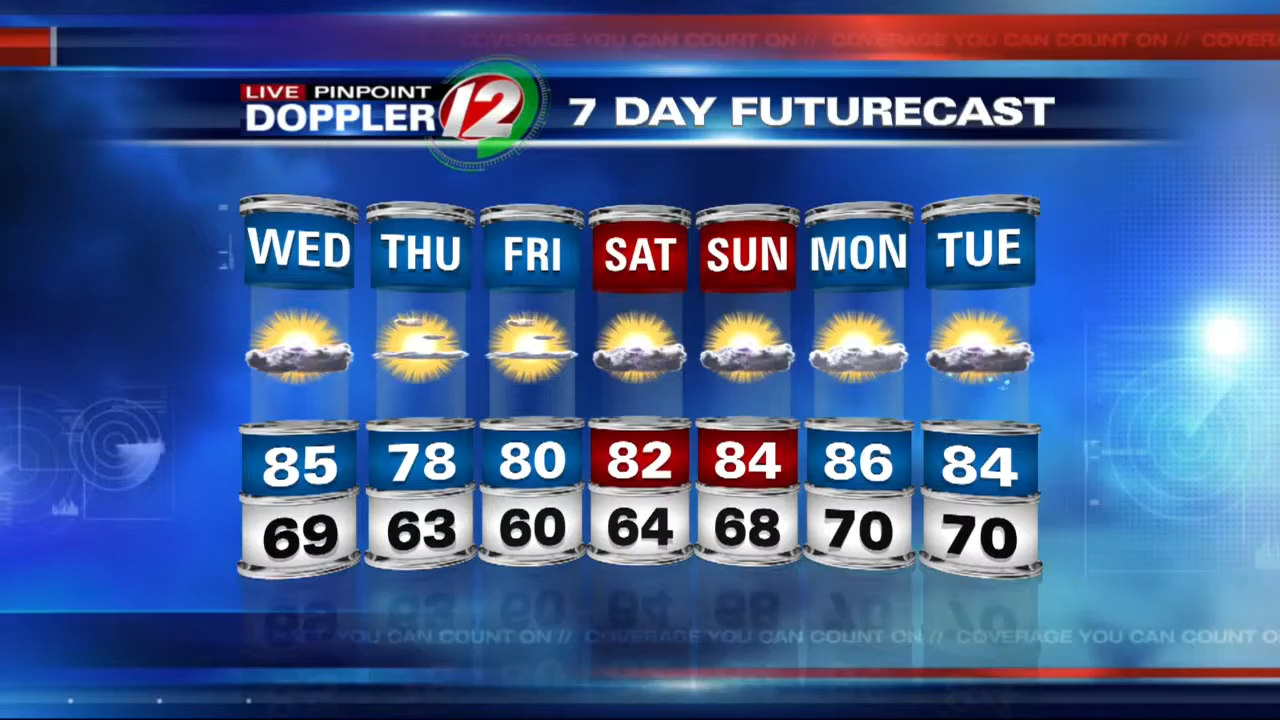 COVERAGE YOU CAN COUNT ON // COVERAGE YOU CAN COUNT ON // COVER
LIVE PINPOINT
DOPPLER 12
7 DAY FUTURECAST
WED THU FRI SAT SUN MON TUE
85 78 80 82 84 86 84
69 63 60 64 68 70 70
YOU CAN COUNT ON // COVERAGE YOU CAN COUNT ON // COVERAGE YOU CAN COUNT O